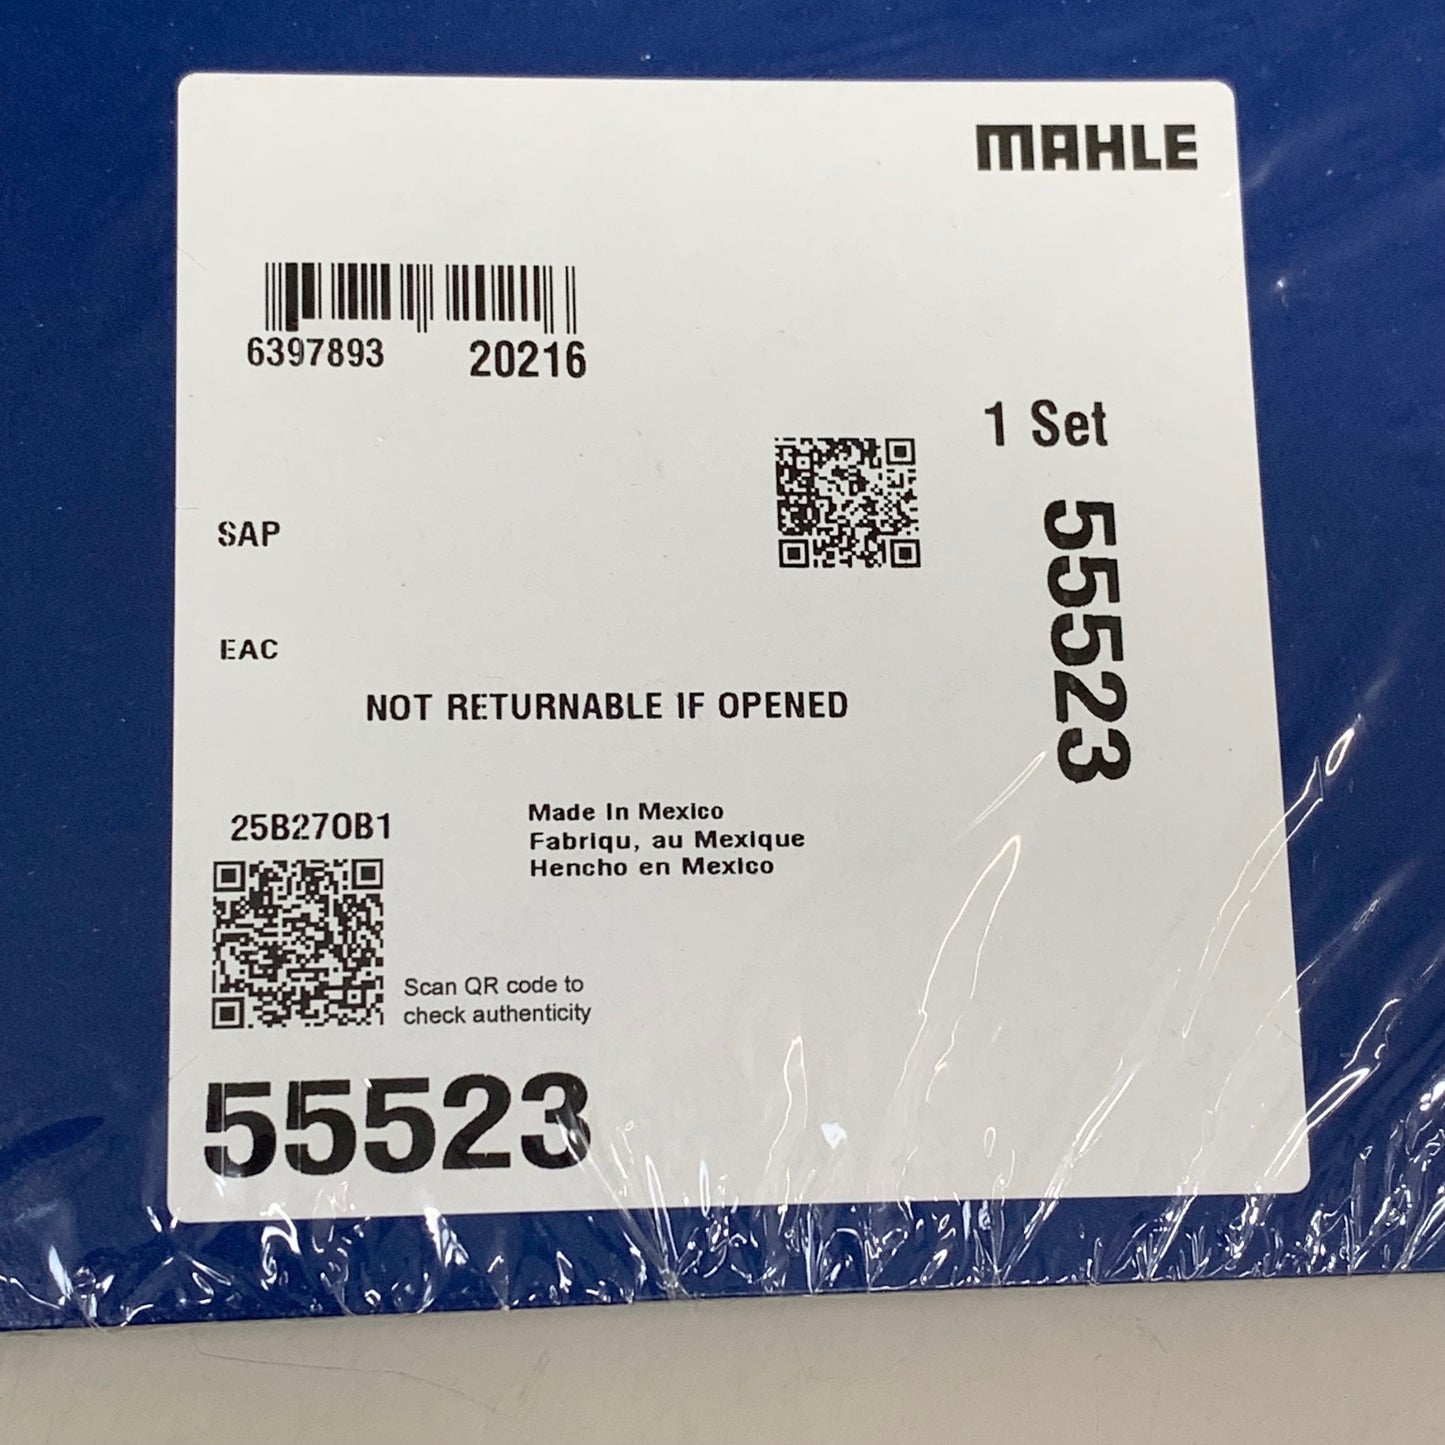 MAHLE
6397893 20216
1 Set
55523
SAP
EAC
NOT RETURNABLE IF OPENED
25B270B1
Made In Mexico
Fabriqu, au Mexique
Hencho en Mexico
Scan QR code to
check authenticity
55523